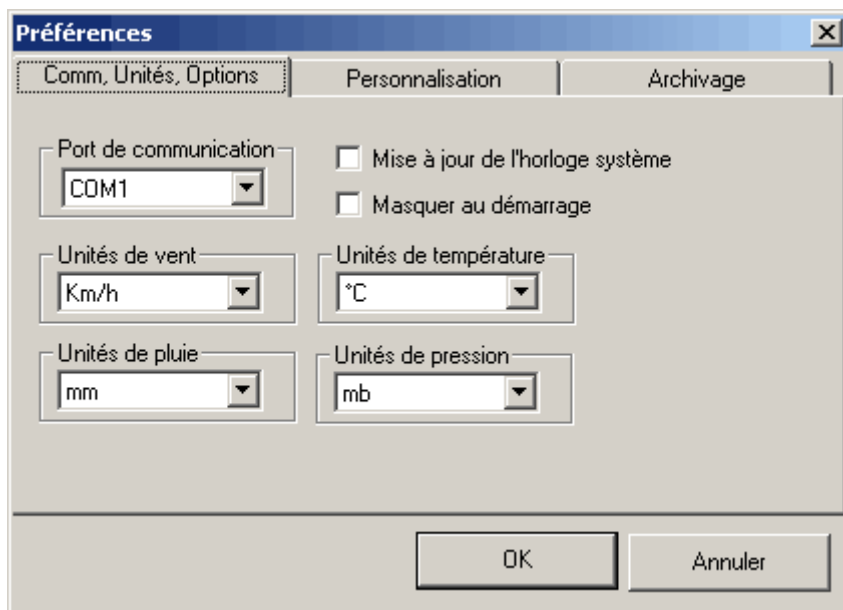 Préférences
Comm, Unités, Options
Personnalisation
Archivage
Port de communication
COM1
Mise à jour de l'horloge système
Masquer au démarrage
Unités de vent
Km/h
Unités de température
°C
Unités de pluie
mm
Unités de pression
mb
OK
Annuler